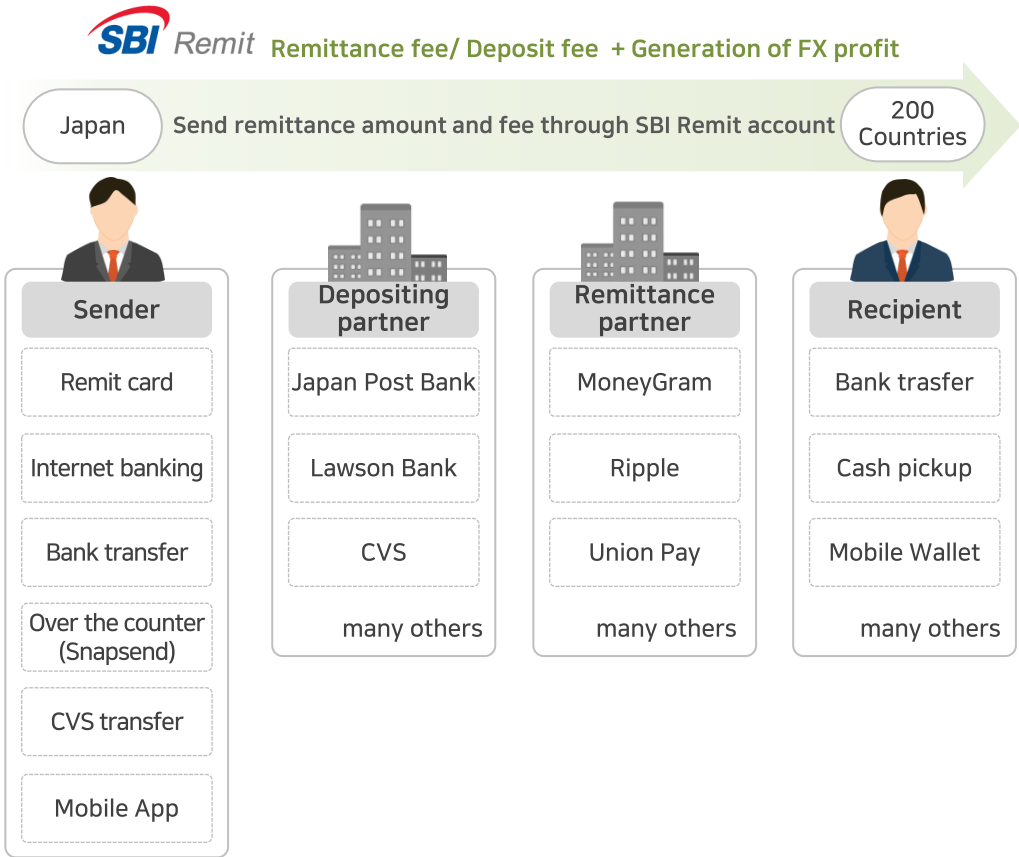 SBI Remit
Remittance fee/ Deposit fee + Generation of FX profit
Japan
Send remittance amount and fee through SBI Remit account
200
Countries
Sender
Remit card
Internet banking
Bank transfer
Over the counter
(Snapsend)
CVS transfer
Mobile App
Depositing
partner
Japan Post Bank
Lawson Bank
CVS
many others
Remittance
partner
MoneyGram
Ripple
Union Pay
many others
Recipient
Bank trasfer
Cash pickup
Mobile Wallet
many others